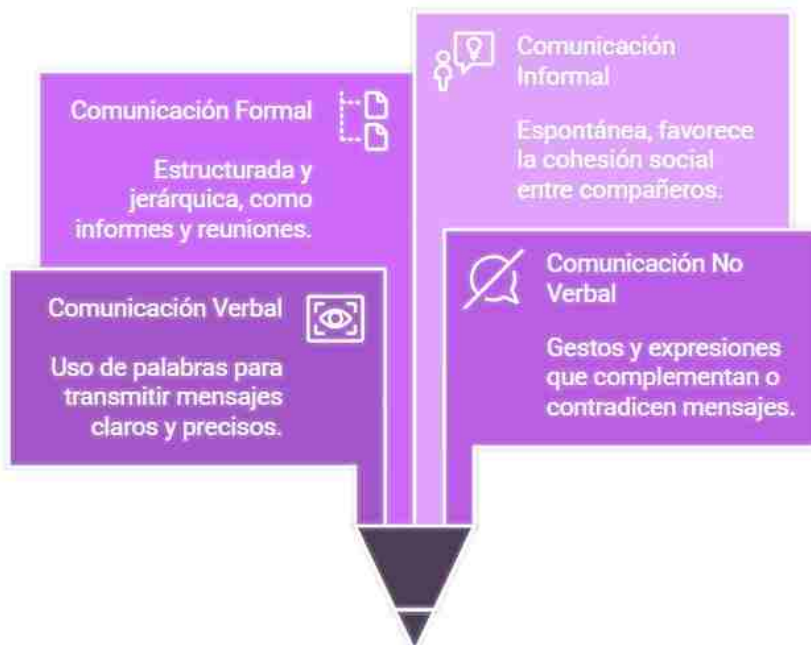 Comunicación Formal
Estructurada y
jerárquica, como
informes y reuniones.
Comunicación
Informal
Espontánea, favorece
la cohesión social
entre compañeros.
Comunicación Verbal
Uso de palabras para
transmitir mensajes
claros y precisos.
Comunicación No
Verbal
Gestos y expresiones
que complementan o
contradicen mensajes.